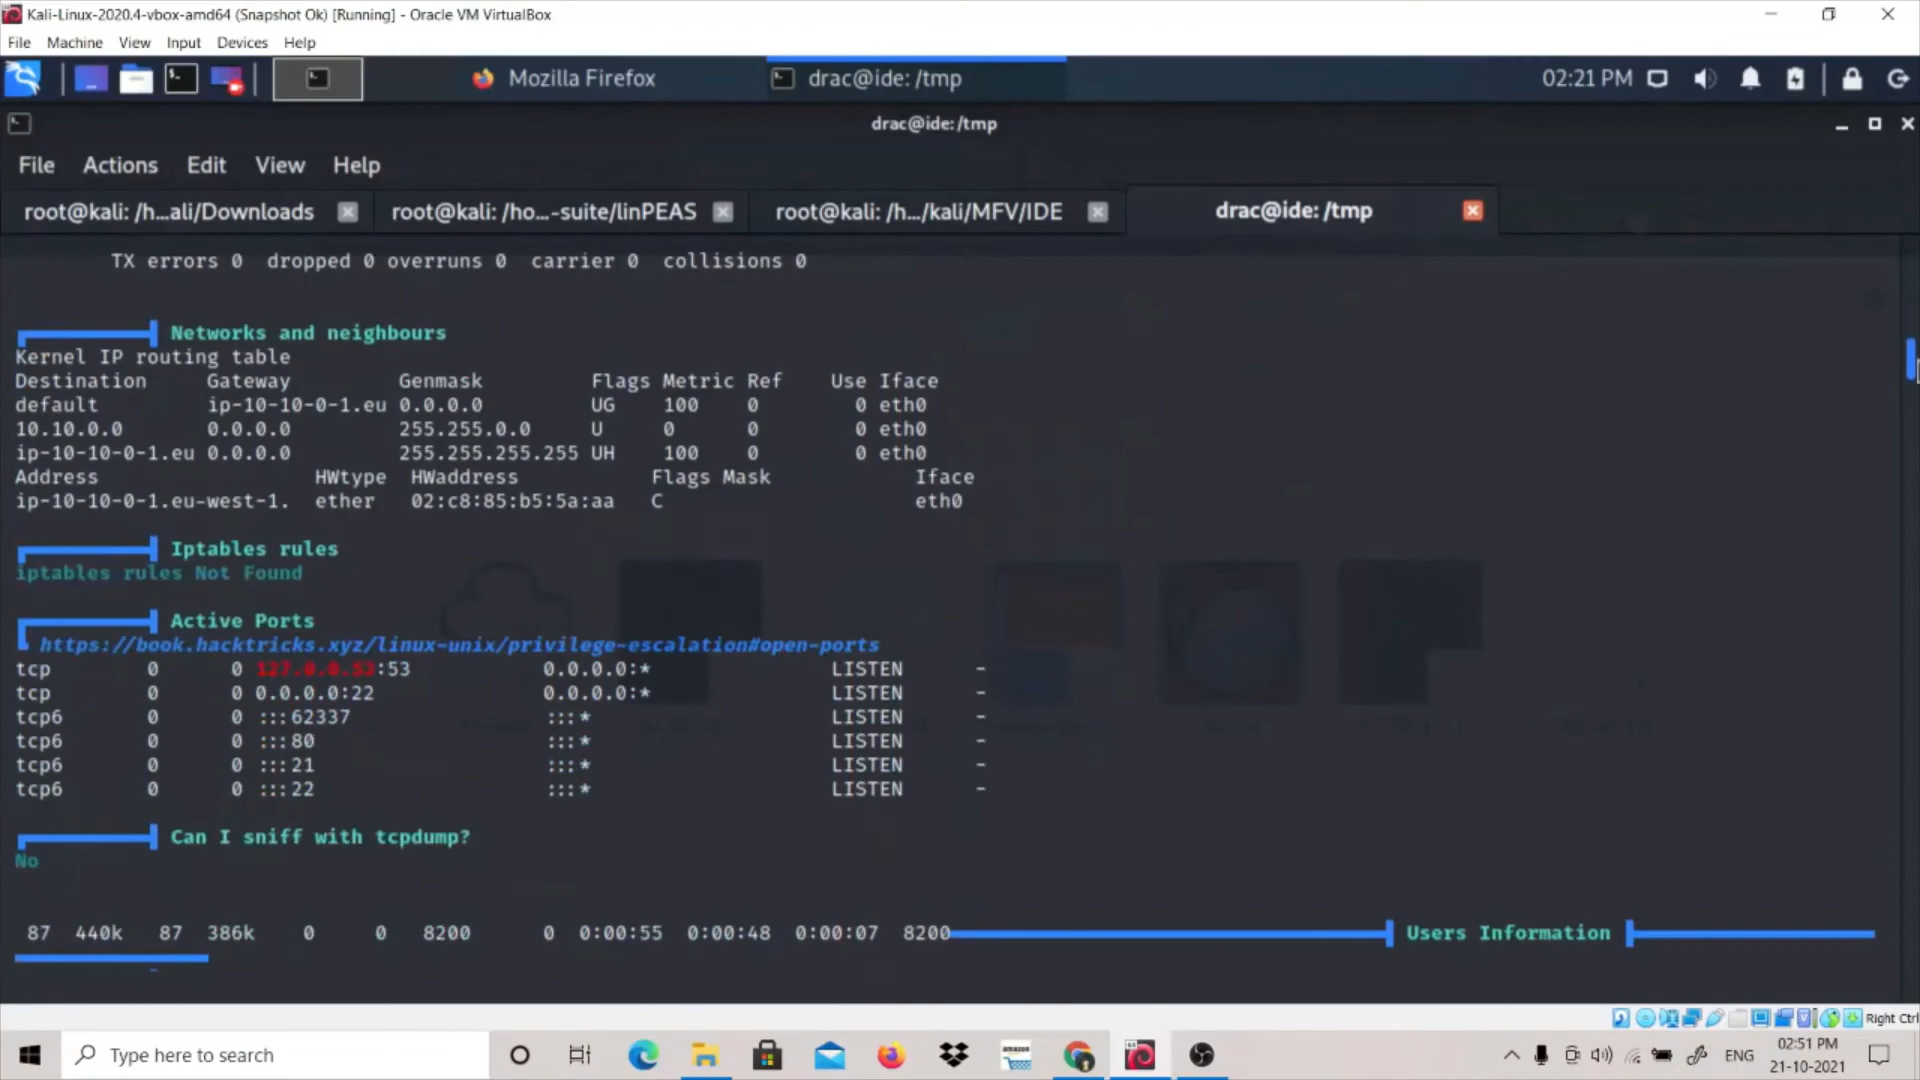 Kali-Linux-2020.4-vbox-amd64 (Snapshot Ok) [Running] - Oracle VM VirtualBox
File Machine View Input Devices Help
Mozilla Firefox drac@ide: /tmp 02:21 PM
drac@ide:/tmp
File Actions Edit View Help
root@kali: /h...ali/Downloads root@kali: /ho...-suite/linPEAS root@kali: /h.../kali/MFV/IDE drac@ide: /tmp
TX errors 0 dropped 0 overruns 0 carrier 0 collisions 0
Networks and neighbours
Kernel IP routing table
Destination Gateway Genmask Flags Metric Ref Use Iface
default ip-10-10-0-1.eu 0.0.0.0 UG 100 0 0 eth0
10.10.0.0 0.0.0.0 255.255.0.0 U 0 0 0 eth0
ip-10-10-0-1.eu 0.0.0.0 255.255.255.255 UH 100 0 0 eth0
Address HWtype HWaddress Flags Mask Iface
ip-10-10-0-1.eu-west-1. ether 02:c8:85:b5:5a:aa C eth0
Iptables rules
iptables rules Not Found
Active Ports
https://book.hacktricks.xyz/linux-unix/privilege-escalation#open-ports
tcp 0 0 127.0.0.53:53 0.0.0.0:* LISTEN -
tcp 0 0 0.0.0.0:22 0.0.0.0:* LISTEN -
tcp6 0 0 :::62337 :::* LISTEN -
tcp6 0 0 :::80 :::* LISTEN -
tcp6 0 0 :::21 :::* LISTEN -
tcp6 0 0 :::22 :::* LISTEN -
Can I sniff with tcpdump?
No
87 440k 87 386k 0 0 8200 0 0:00:55 0:00:48 0:00:07 8200 Users Information
Right Ctrl
Type here to search amazon ENG 02:51 PM
21-10-2021